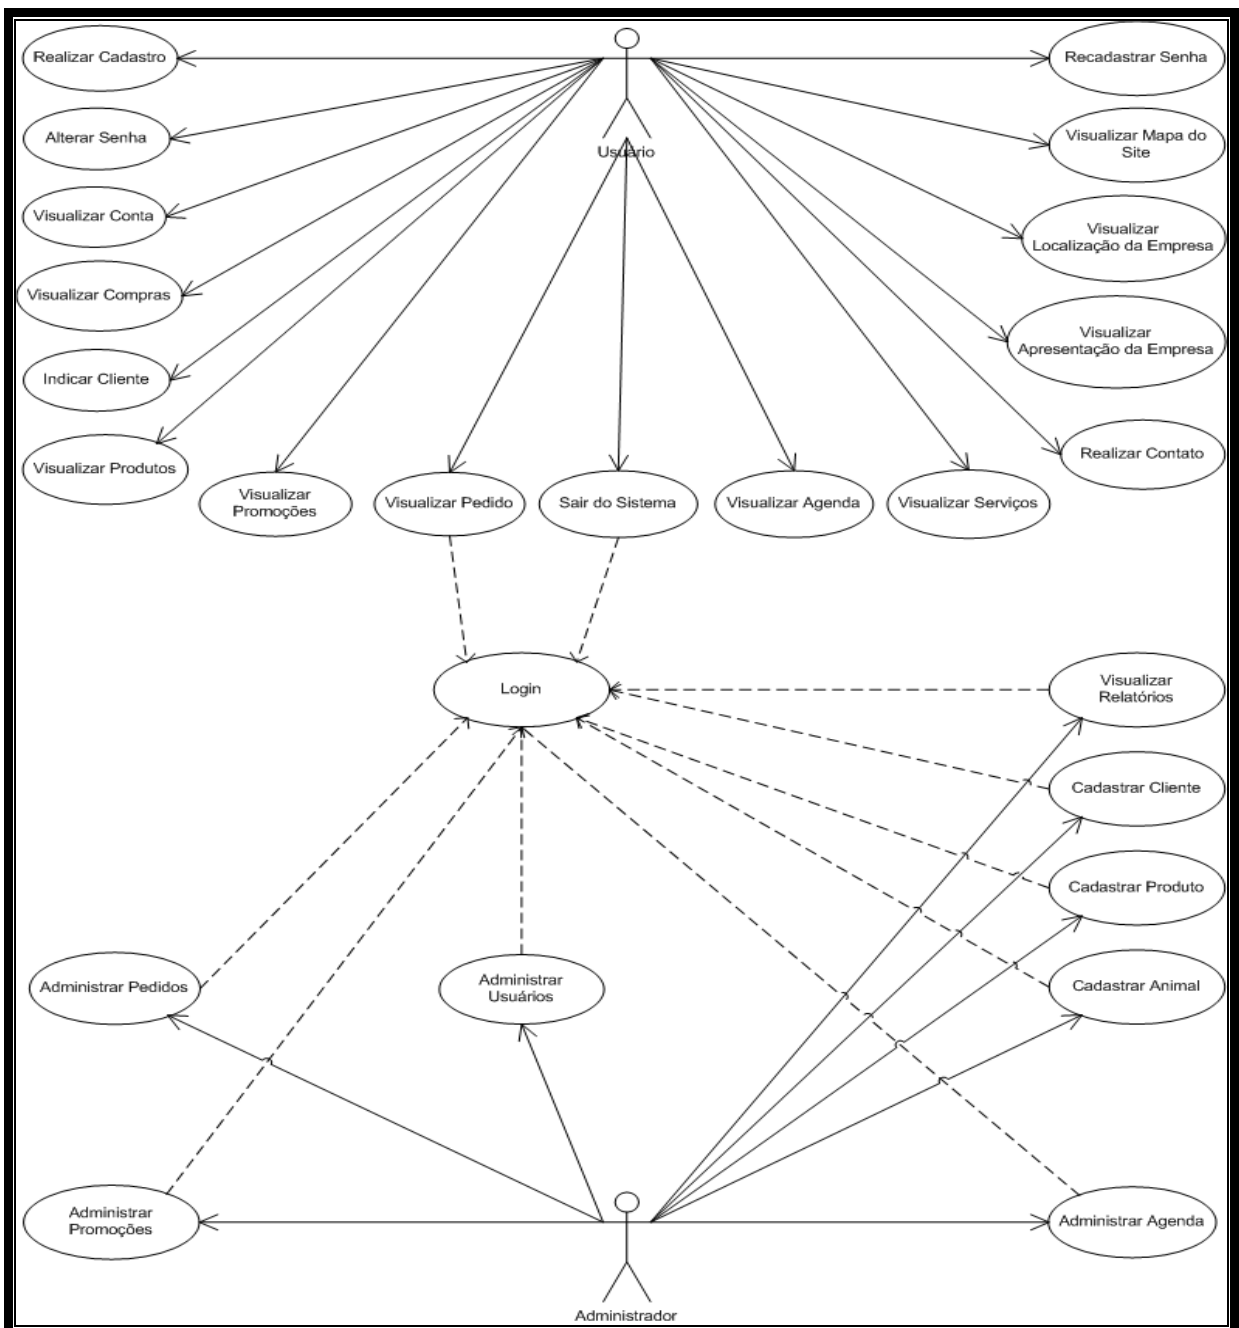 Realizar Cadastro
Recadastrar Senha
Alterar Senha
Usuário
Visualizar Mapa do
Site
Visualizar Conta
Visualizar
Localização da Empresa
Visualizar Compras
Visualizar
Apresentação da Empresa
Indicar Cliente
Realizar Contato
Visualizar Produtos
Visualizar
Promoções
Visualizar Pedido
Sair do Sistema
Visualizar Agenda
Visualizar Serviços
Login
Visualizar
Relatórios
Cadastrar Cliente
Cadastrar Produto
Administrar Pedidos
Administrar
Usuários
Cadastrar Animal
Administrar
Promoções
Administrar Agenda
Administrador